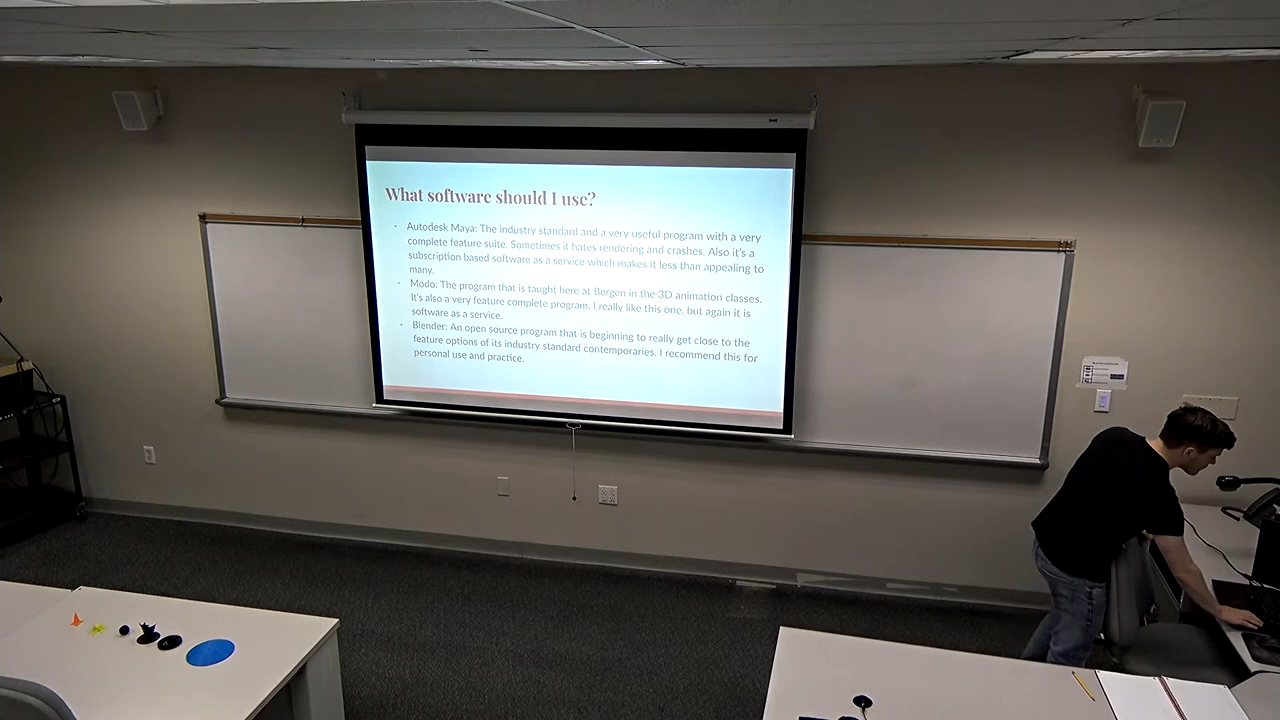 What software should I use?
- Autodesk Maya: The industry standard and a very useful program with a very
complete feature suite. Sometimes it hates rendering and crashes. Also it's a
subscription based software as a service which makes it less than appealing to
many.
- Modo: The program that is taught here at Bergen in the 3D animation classes.
It's also a very feature complete program, I really like this one, but again it is
software as a service.
- Blender: An open source program that is beginning to really get close to the
feature options of its industry standard contemporaries. I recommend this for
personal use and practice.